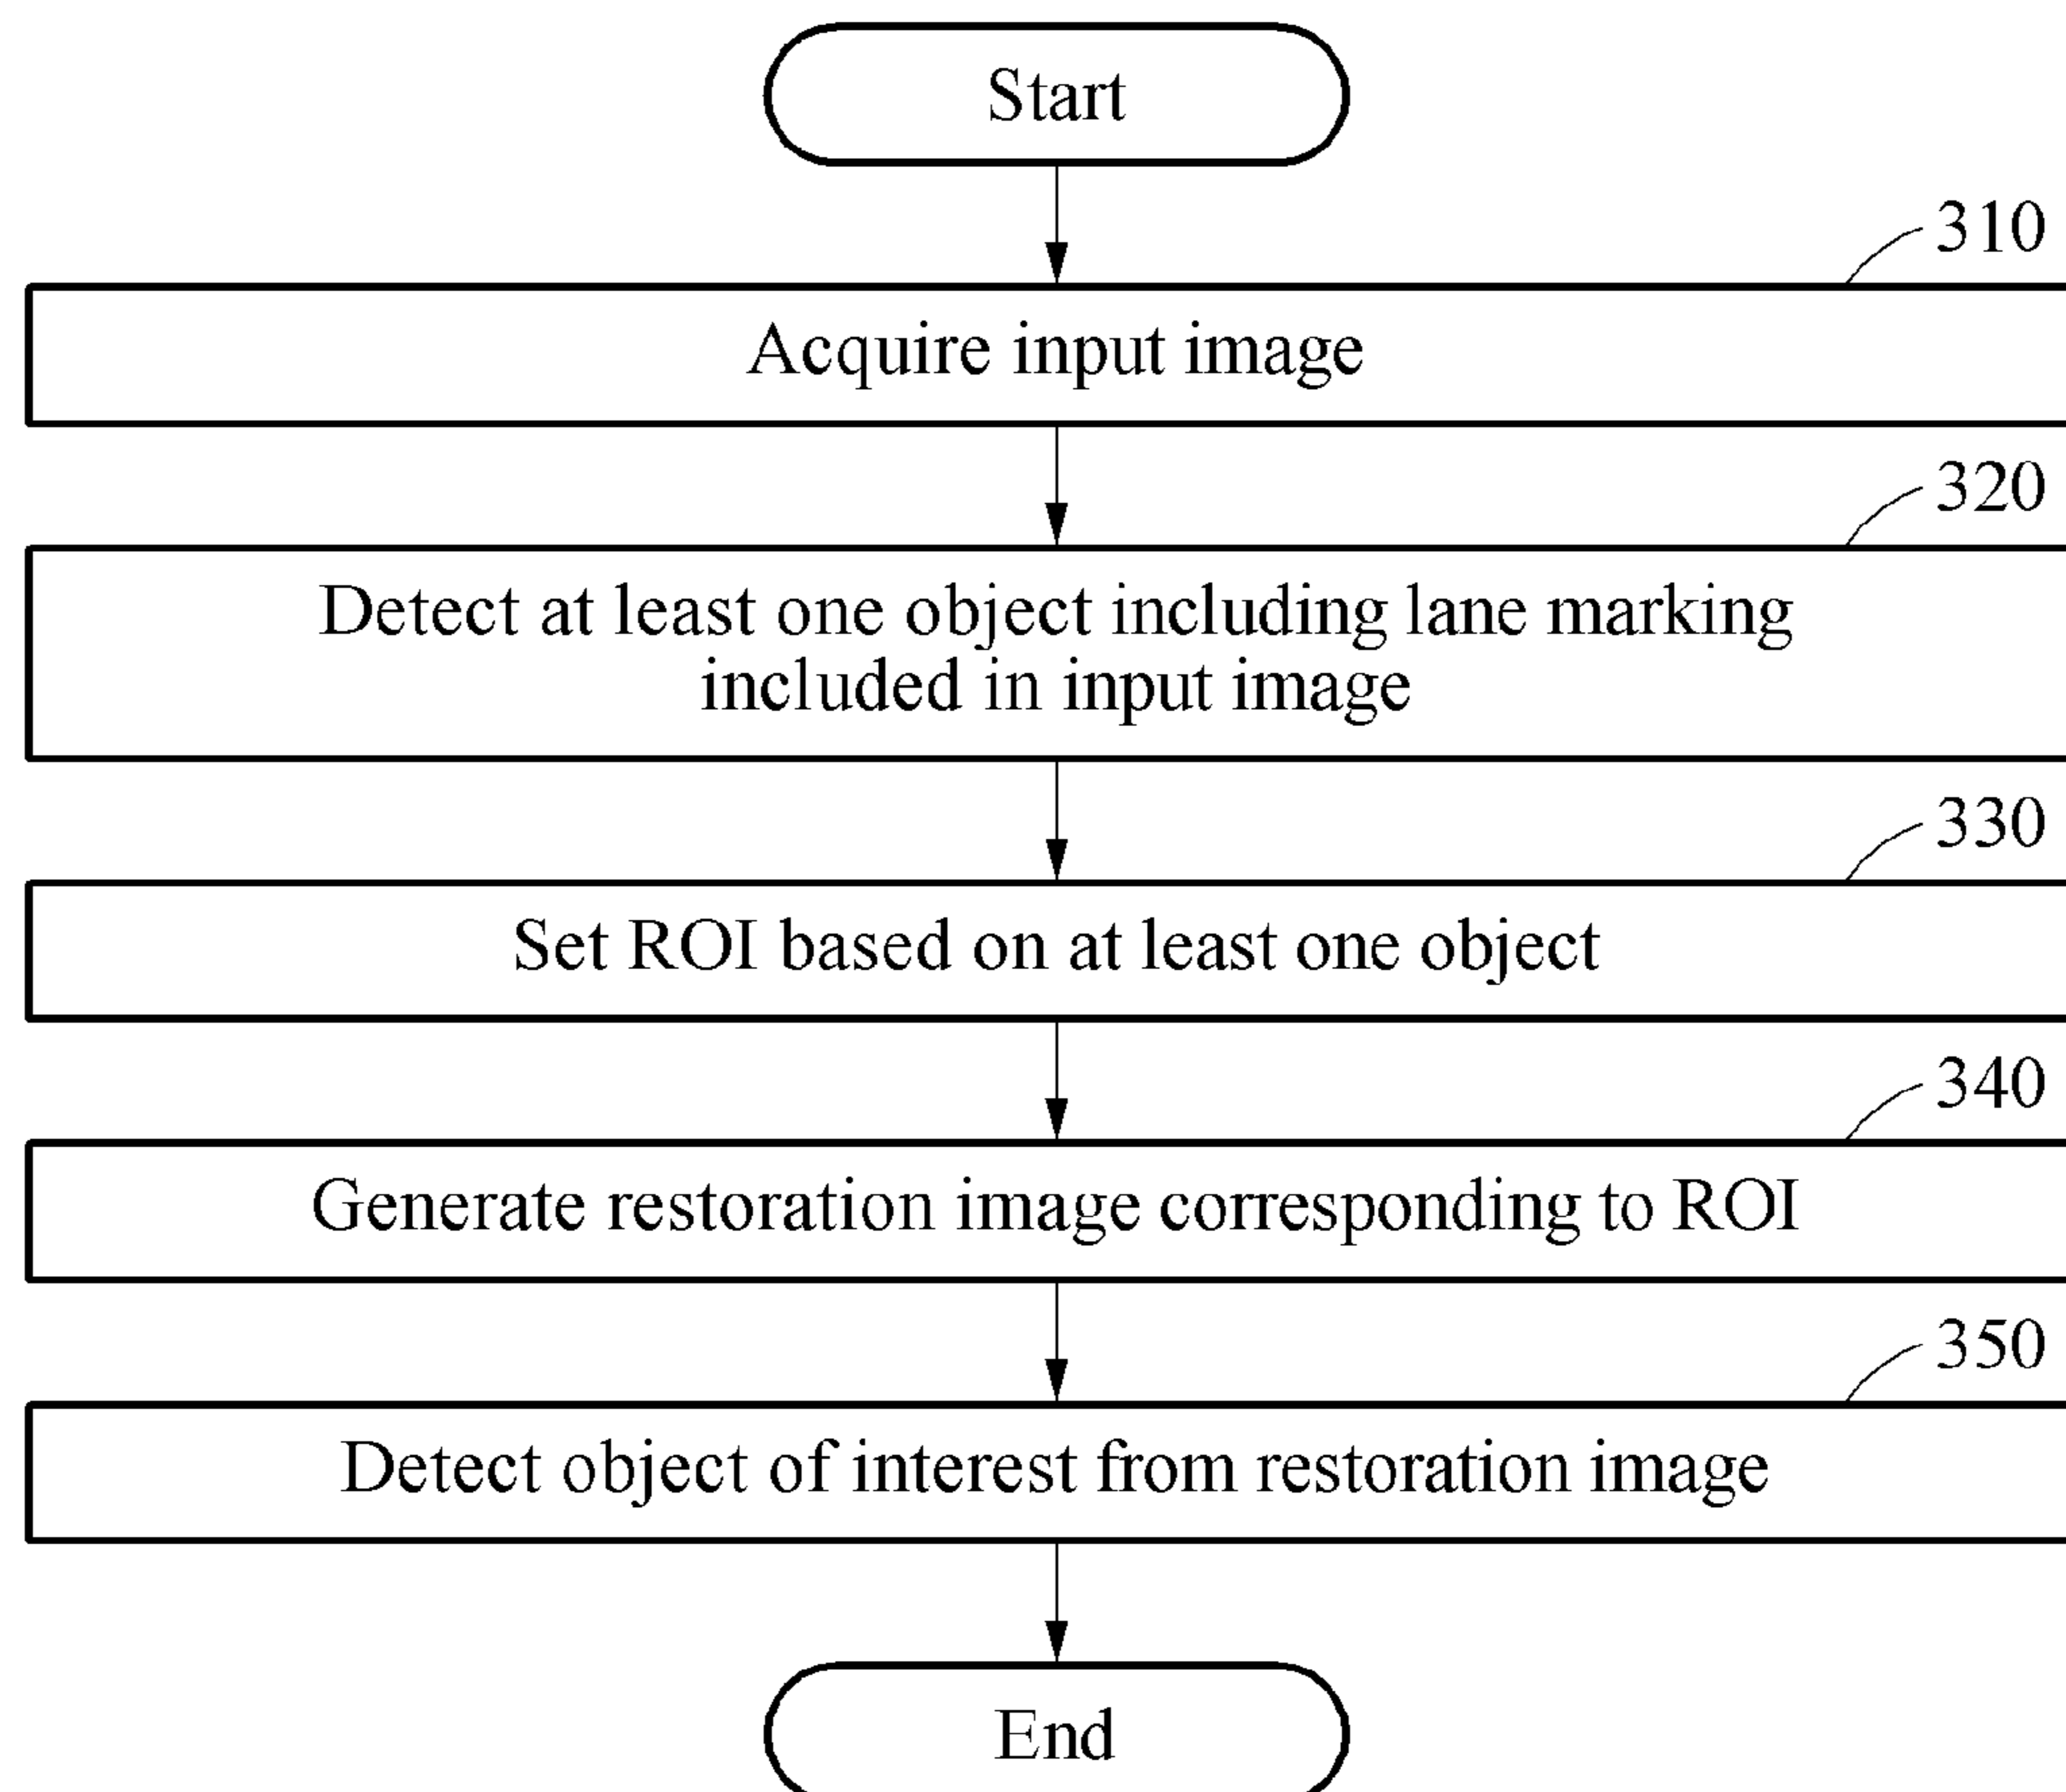 Start
310
Acquire input image
320
Detect at least one object including lane marking
included in input image
330
Set ROI based on at least one object
340
Generate restoration image corresponding to ROI
350
Detect object of interest from restoration image
End